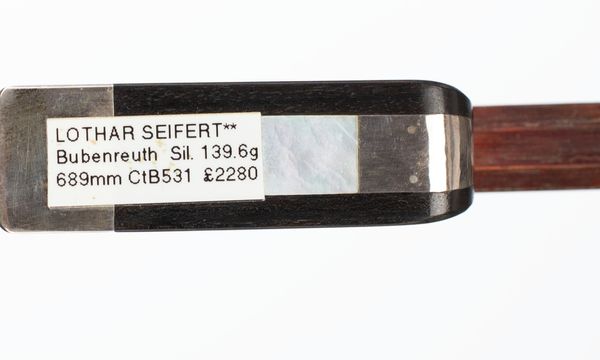 LOTHAR SEIFERT**
Bubenreuth Sil. 139.6g
689mm CtB531 £2280